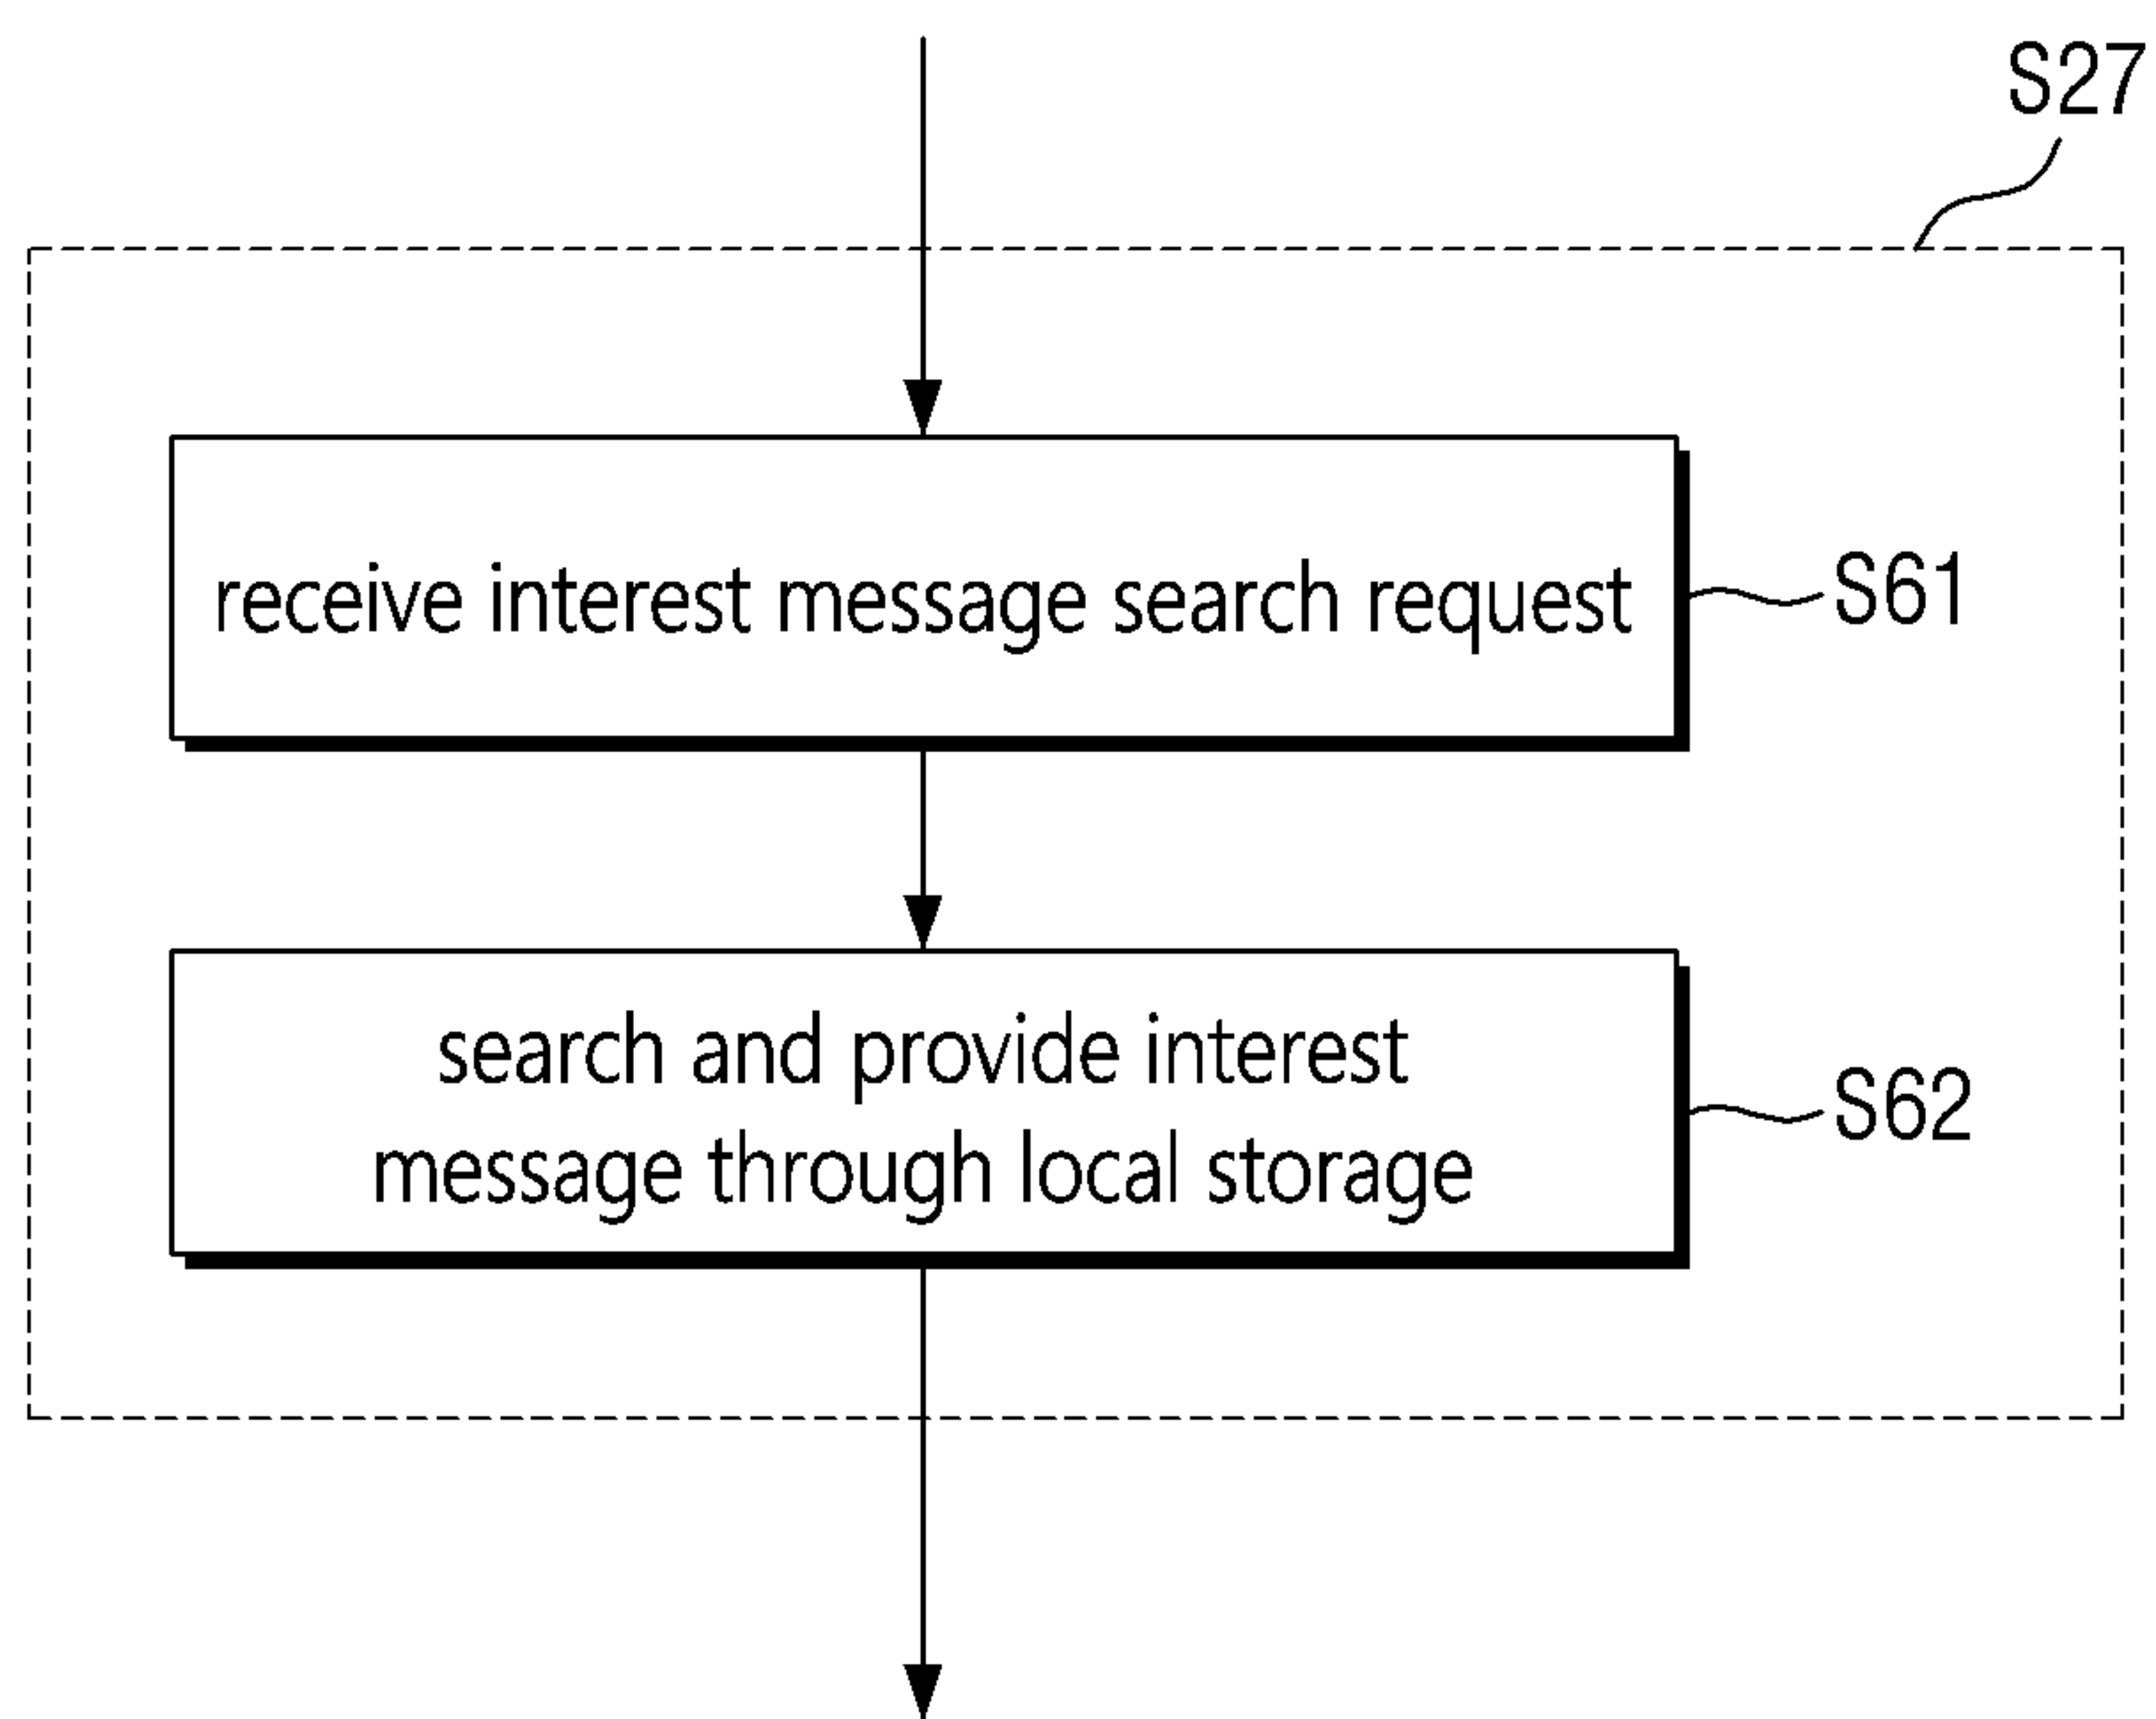 S27
receive interest message search request
S61
search and provide interest
message through local storage
S62